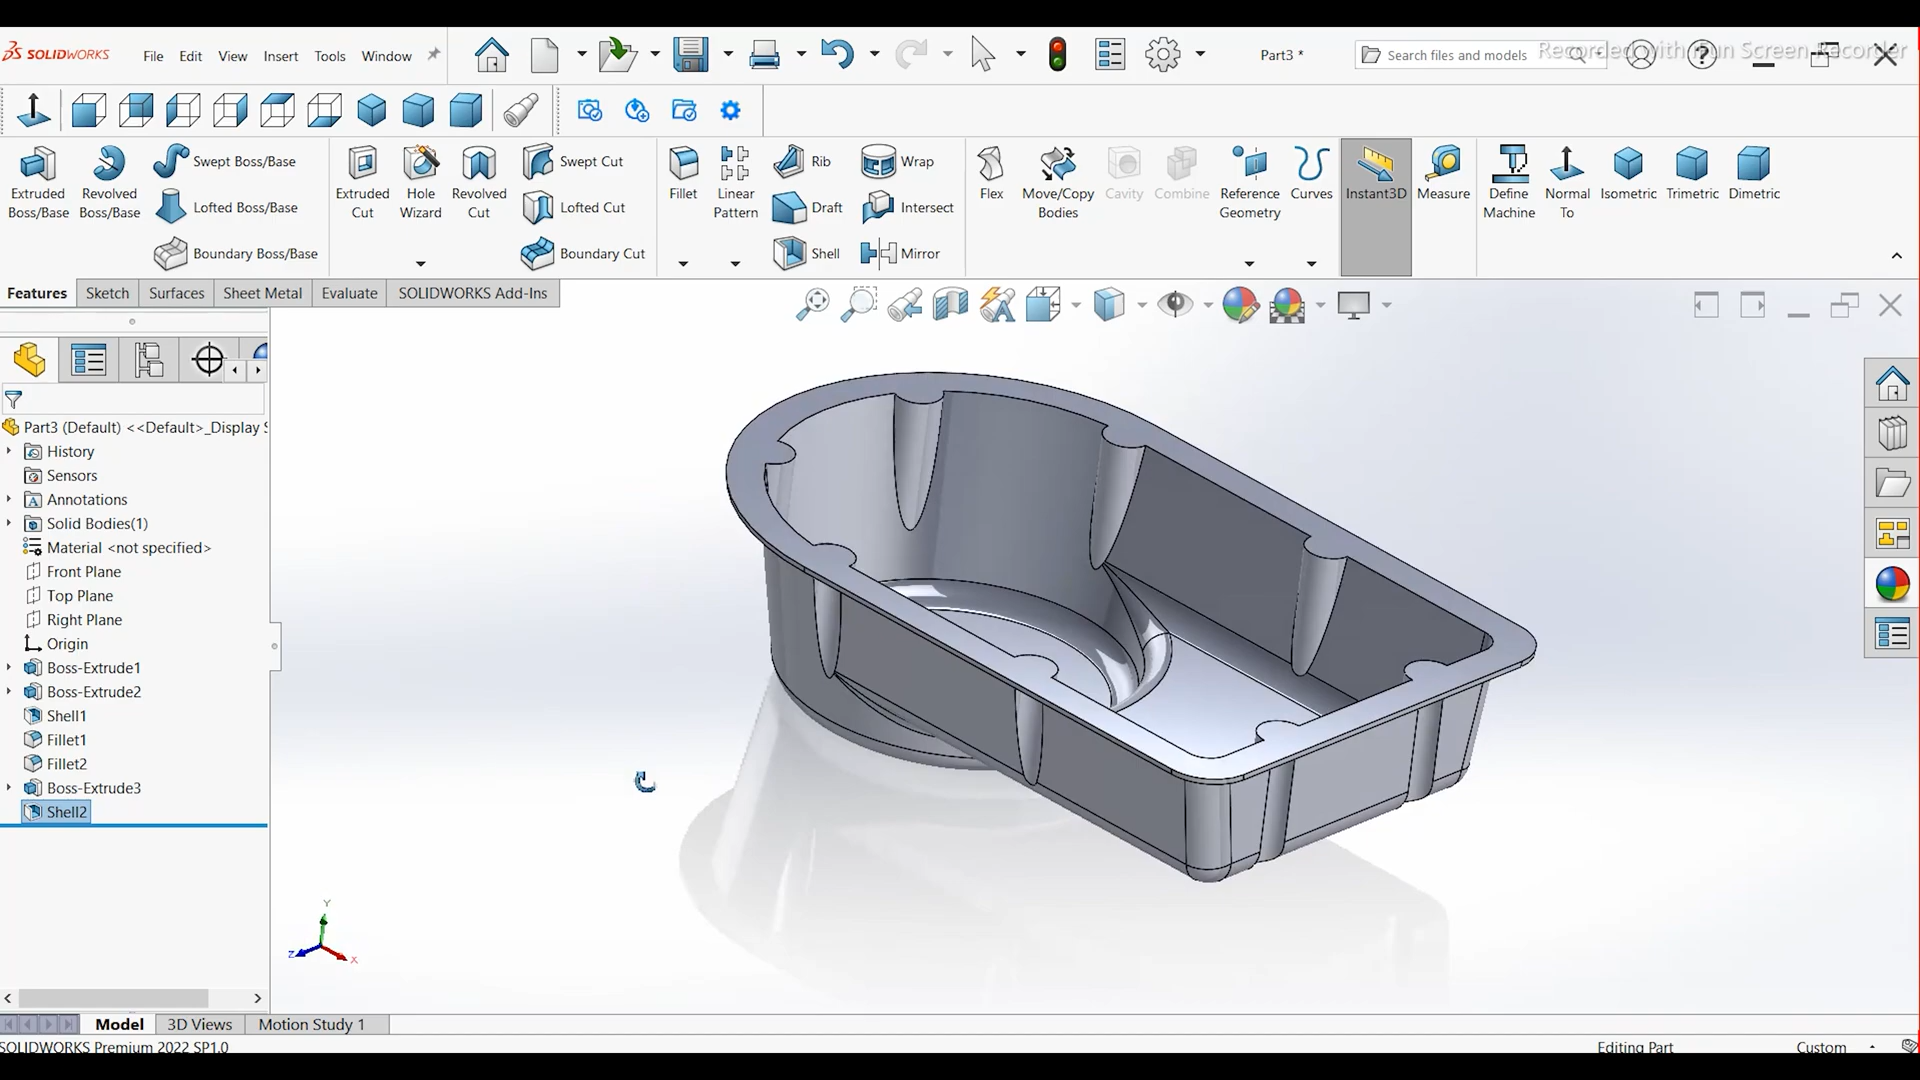 SOLIDWORKS File Edit View Insert Tools Window Part3 * Search files and models
Recorded with iFun Screen Recorder
Extruded Boss/Base
Revolved Boss/Base
Swept Boss/Base
Lofted Boss/Base
Boundary Boss/Base
Extruded Cut
Hole Wizard
Revolved Cut
Swept Cut
Lofted Cut
Boundary Cut
Fillet
Linear Pattern
Rib
Draft
Shell
Wrap
Intersect
Mirror
Flex
Move/Copy Bodies
Cavity
Combine
Reference Geometry
Curves
Instant3D
Measure
Define Machine
Normal To
Isometric
Trimetric
Dimetric
Features Sketch Surfaces Sheet Metal Evaluate SOLIDWORKS Add-Ins
Part3 (Default) <<Default>_Display S
History
Sensors
Annotations
Solid Bodies(1)
Material <not specified>
Front Plane
Top Plane
Right Plane
Origin
Boss-Extrude1
Boss-Extrude2
Shell1
Fillet1
Fillet2
Boss-Extrude3
Shell2
Y
Z
X
Model 3D Views Motion Study 1
SOLIDWORKS Premium 2022 SP1.0 Editing Part Custom